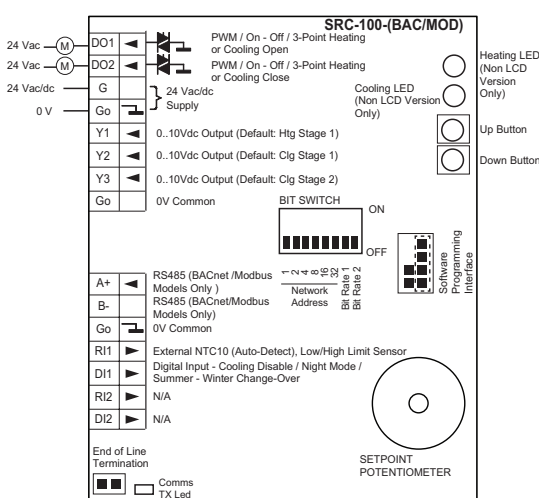 SRC-100-(BAC/MOD)
24 Vac M DO1 PWM / On - Off / 3-Point Heating
or Cooling Open
24 Vac M DO2 PWM / On - Off / 3-Point Heating
or Cooling Close
24 Vac/dc G 24 Vac/dc
0 V Go Supply
Y1 0..10Vdc Output (Default: Htg Stage 1)
Y2 0..10Vdc Output (Default: Clg Stage 1)
Y3 0..10Vdc Output (Default: Clg Stage 2)
Go 0V Common
Heating LED
(Non LCD
Version
Only)
Cooling LED
(Non LCD Version
Only)
Up Button
Down Button
BIT SWITCH
ON
OFF
1 2 4 8 16 32 Bit Rate 1 Bit Rate 2
Network
Address
Software
Programming
Interface
A+ RS485 (BACnet /Modbus
Models Only )
B- RS485 (BACnet/Modbus
Models Only)
Go 0V Common
RI1 External NTC10 (Auto-Detect), Low/High Limit Sensor
DI1 Digital Input - Cooling Disable / Night Mode /
Summer - Winter Change-Over
RI2 N/A
DI2 N/A
End of Line
Termination
Comms
TX Led
SETPOINT
POTENTIOMETER